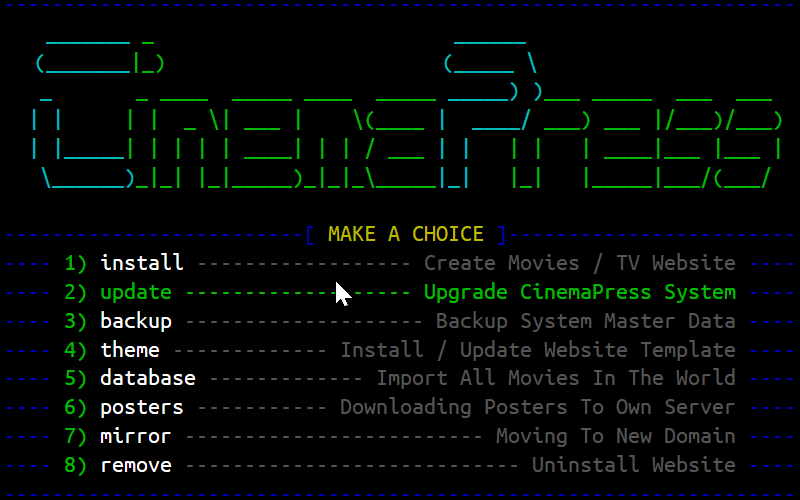 CinemaPress
[ MAKE A CHOICE ]
1) install ------------------ Create Movies / TV Website
2) update ------------------- Upgrade CinemaPress System
3) backup -------------------- Backup System Master Data
4) theme ------------- Install / Update Website Template
5) database ------------- Import All Movies In The World
6) posters ----------- Downloading Posters To Own Server
7) mirror ------------------------- Moving To New Domain
8) remove ---------------------------- Uninstall Website